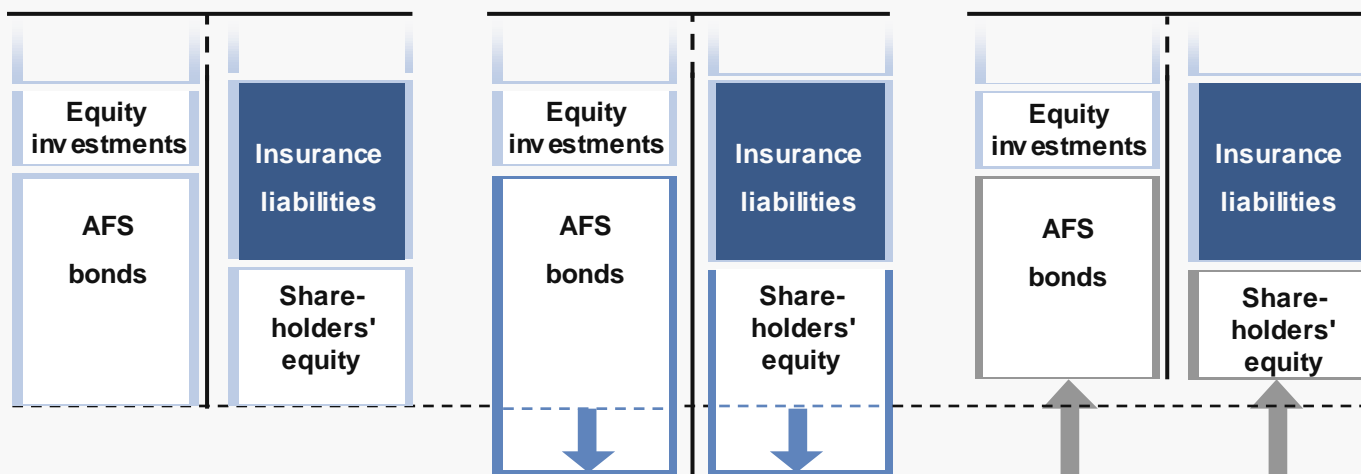 Equity
investments
AFS
bonds
Insurance
liabilities
Share-
holders'
equity
Equity
investments
AFS
bonds
Insurance
liabilities
Share-
holders'
equity
Equity
investments
AFS
bonds
Insurance
liabilities
Share-
holders'
equity